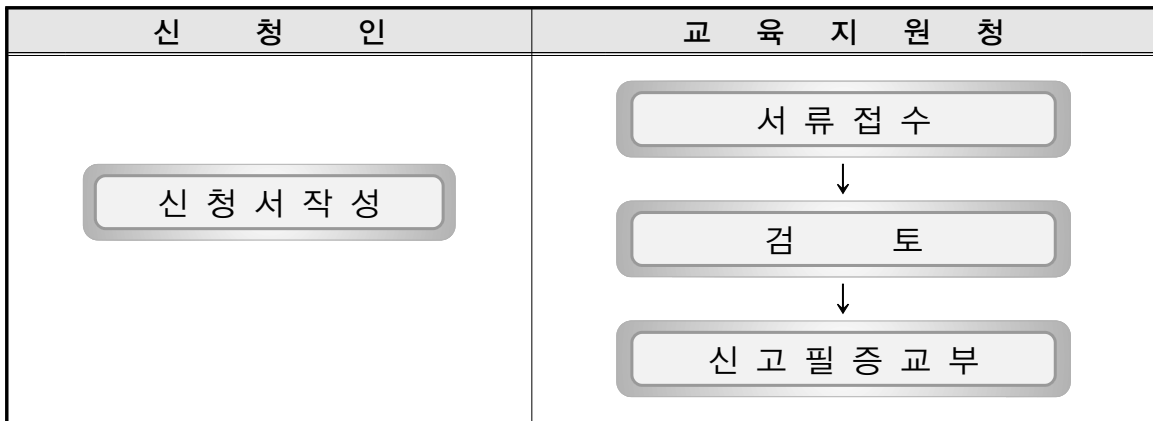 신 청 인
교 육 지 원 청
신 청 서 작 성
서 류 접 수
↓
검 토
↓
신 고 필 증 교 부